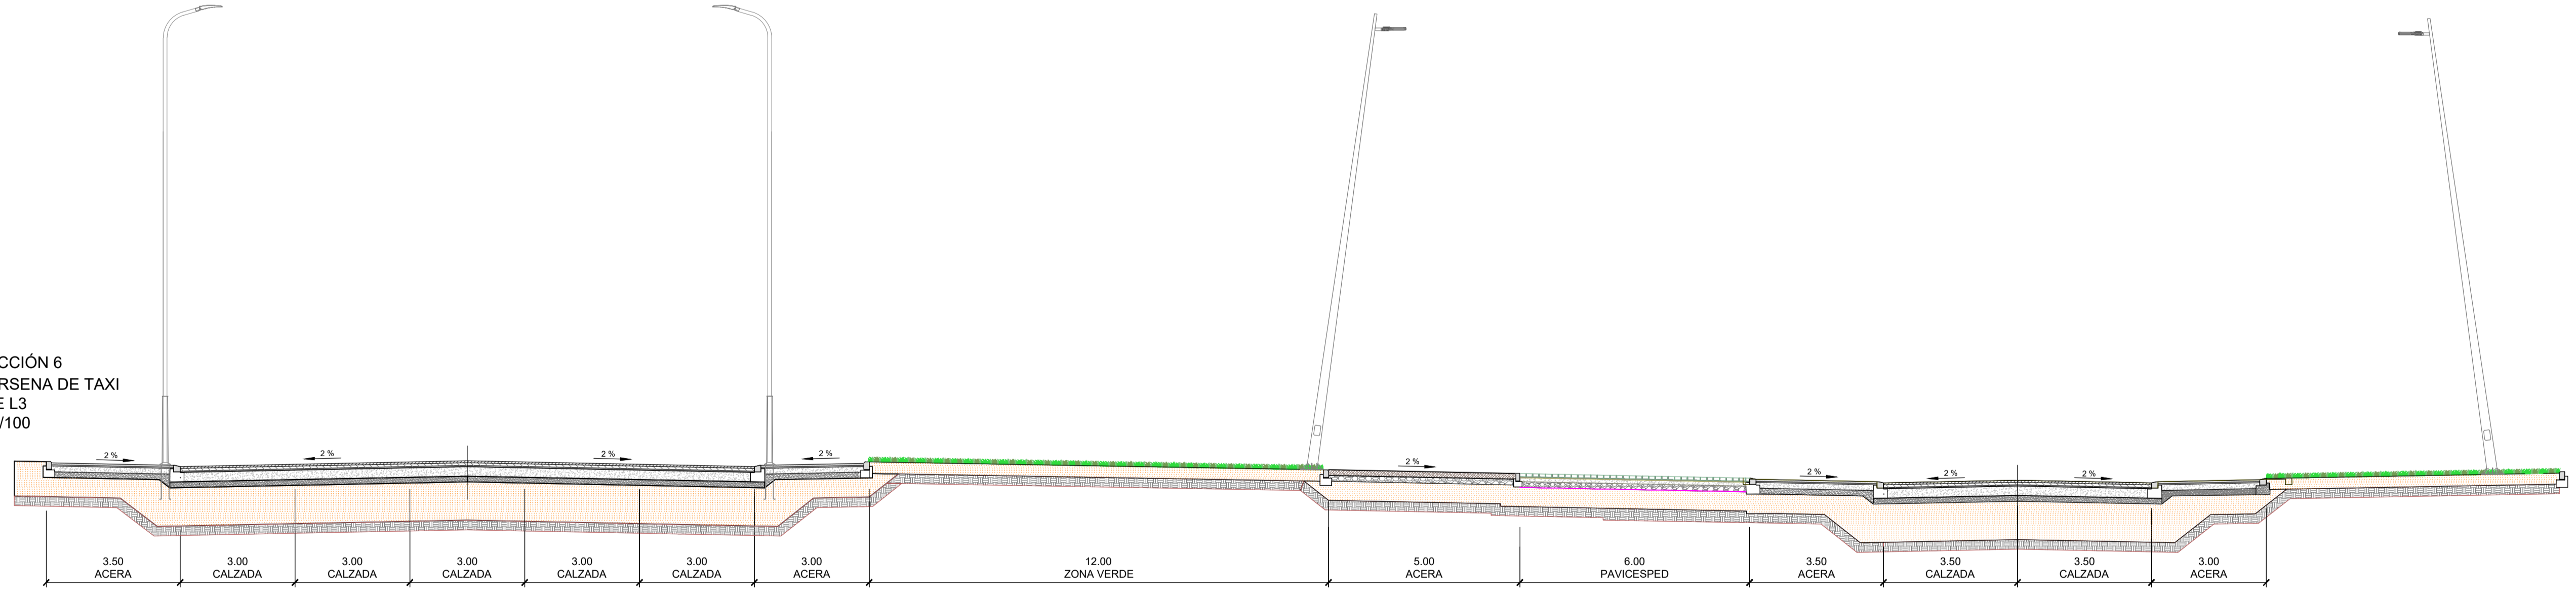 CCIÓN 6
RSENA DE TAXI
E L3
/100
2 %
2 %
2 %
2 %
2 %
2 %
2 %
2 %
3.50
ACERA
3.00
CALZADA
3.00
CALZADA
3.00
CALZADA
3.00
CALZADA
3.00
CALZADA
3.00
ACERA
12.00
ZONA VERDE
5.00
ACERA
6.00
PAVICESPED
3.50
ACERA
3.50
CALZADA
3.50
CALZADA
3.00
ACERA